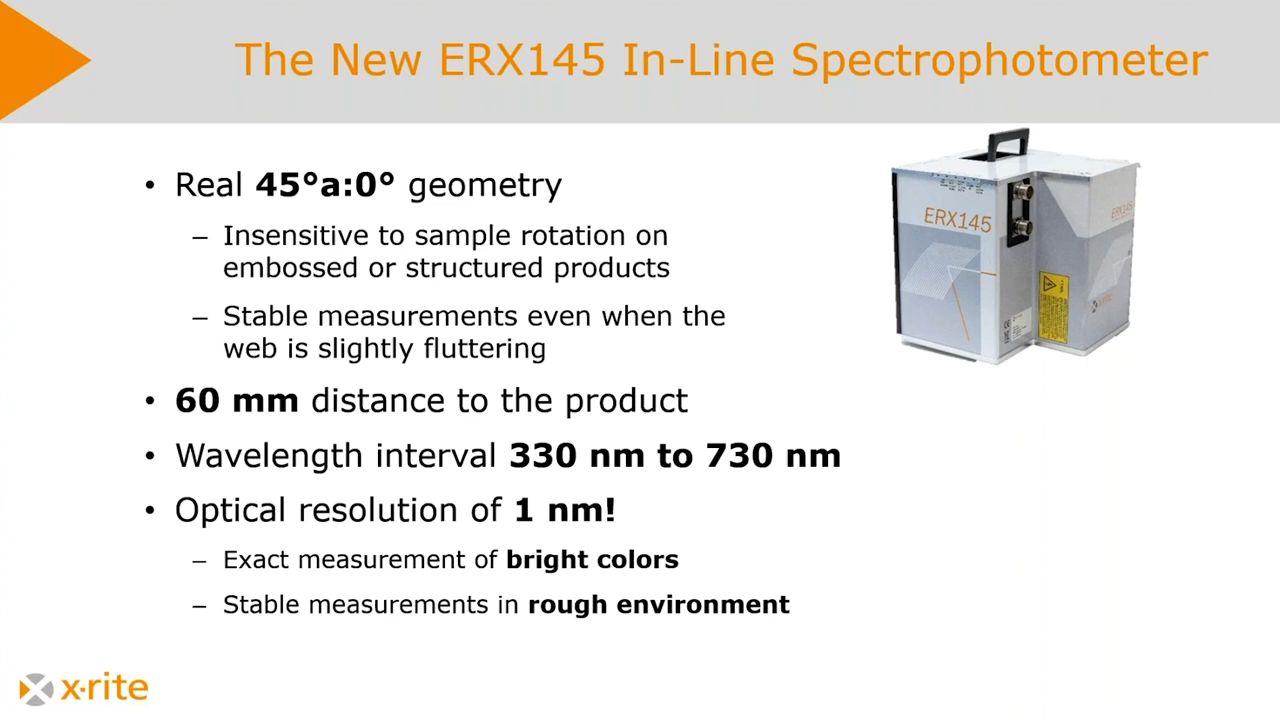 The New ERX145 In-Line Spectrophotometer
• Real 45°a:0° geometry
– Insensitive to sample rotation on
embossed or structured products
– Stable measurements even when the
web is slightly fluttering
• 60 mm distance to the product
• Wavelength interval 330 nm to 730 nm
• Optical resolution of 1 nm!
– Exact measurement of bright colors
– Stable measurements in rough environment
ERX145
ERX145
x-rite
x·rite